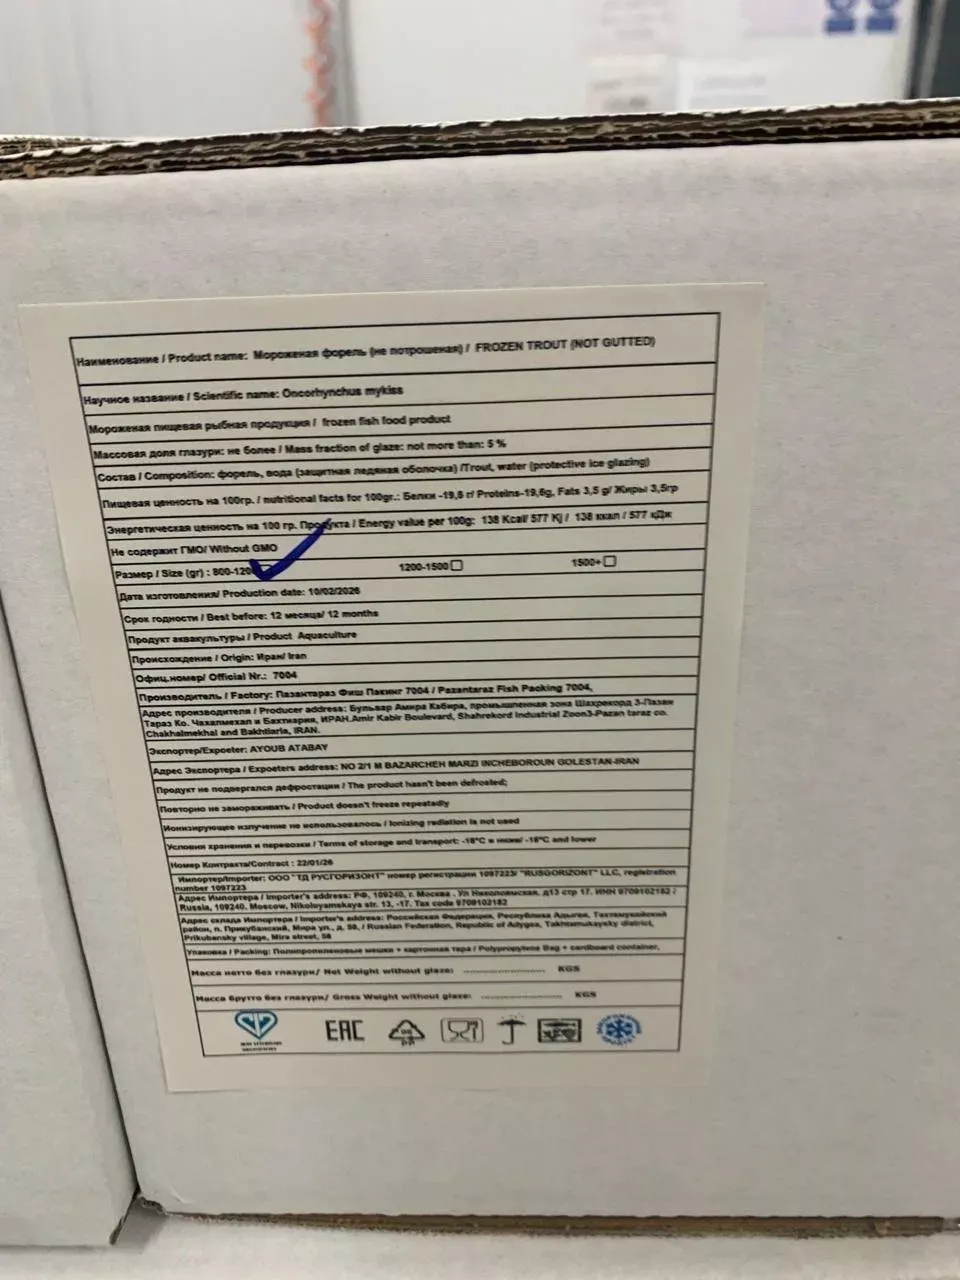 Наименование / Product name: Мороженая форель (не потрошеная) / FROZEN TROUT (NOT GUTTED)
Научное название / Scientific name: Oncorhynchus mykiss
Мороженая пищевая рыбная продукция / frozen fish food product
Массовая доля глазури: не более / Mass fraction of glaze: not more than: 5 %
Состав / Composition: форель, вода (защитная ледяная оболочка) /Trout, water (protective ice glazing)
Пищевая ценность на 100гр. / nutritional facts for 100gr.: Белки -19,6 г/ Proteins-19,6g, Fats 3,5 g/ Жиры 3,5гр
Энергетическая ценность на 100 гр. Продукта / Energy value per 100g: 138 Kcal/ 577 Kj / 138 ккал / 577 кДж
Не содержит ГМО/ Without GMO
Размер / Size (gr) : 800-120 1200-1500 1500+
Дата изготовления/ Production date: 10/02/2026
Срок годности / Best before: 12 месяца/ 12 months
Продукт аквакультуры / Product Aquaculture
Происхождение / Origin: Иран/ Iran
Офиц.номер/ Official Nr.: 7004
Производитель / Factory: Пазантараз Фиш Пакинг 7004 / Pazantaraz Fish Packing 7004,
Адрес производителя / Producer address: Бульвар Амира Кабира, промышленная зона Шахрекорд 3-Пазан
Тараз Ко. Чахалмехал и Бахтиария, ИРАН.Amir Kabir Boulevard, Shahrekord Industrial Zoon3-Pazan taraz co.
Chakhalmekhal and Bakhtiaria, IRAN.
Экспортер/Expoeter: AYOUB ATABAY
Адрес Экспортера / Expoeters address: NO 2/1 M BAZARCHEH MARZI INCHEBOROUN GOLESTAN-IRAN
Продукт не подвергался дефростации / The product hasn't been defrosted;
Повторно не замораживать / Product doesn't freeze repeatedly
Ионизирующее излучение не использовалось / Ionizing radiation is not used
Условия хранения и перевозки / Terms of storage and transport: -18°C и ниже/ -18°C and lower
Номер Контракта/Contract : 22/01/26
Импортер/Importer: ООО "ТД РУСГОРИЗОНТ" номер регистрации 1097223/ "RUSGORIZONT" LLC, registration
number 1097223
Адрес Импортера / Importer's address: РФ, 109240, г. Москва . Ул Николоямская, д13 стр 17. ИНН 9709102182 /
Russia, 109240, Moscow, Nikoloyamskaya str. 13, -17. Tax code 9709102182
Адрес склада Импортера / Importer's address: Российская Федерация, Республика Адыгея, Тахтамукайский
район, п. Прикубанский, Мира ул., д. 58, / Russian Federation, Republic of Adygea, Takhtamukaysky district,
Prikubansky village, Mira street, 58
Упаковка / Packing: Полипропиленовые мешки + картонная тара / Polypropylene Bag + cardboard container,
Масса нетто без глазури/ Net Weight without glaze: ........................ KGS
Масса брутто без глазури/ Gross Weight without glaze: ........................ KGS
EAC
PP